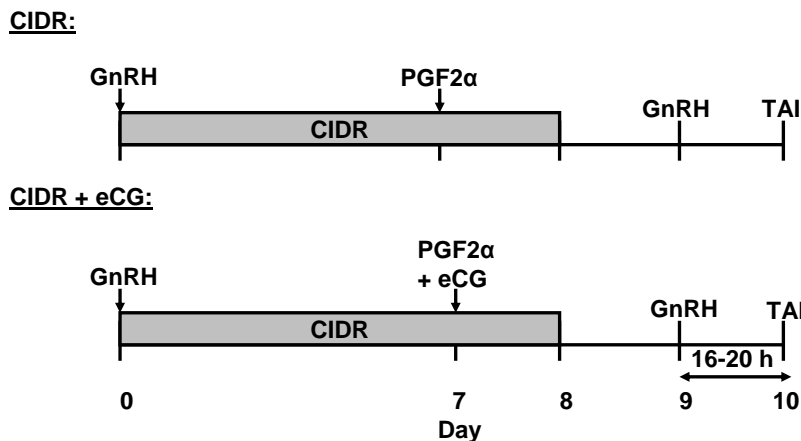 CIDR:
GnRH
PGF2α
CIDR
GnRH
TAI
CIDR + eCG:
PGF2α
+ eCG
GnRH
CIDR
GnRH
TAI
16-20 h
0 7 8 9 10
Day